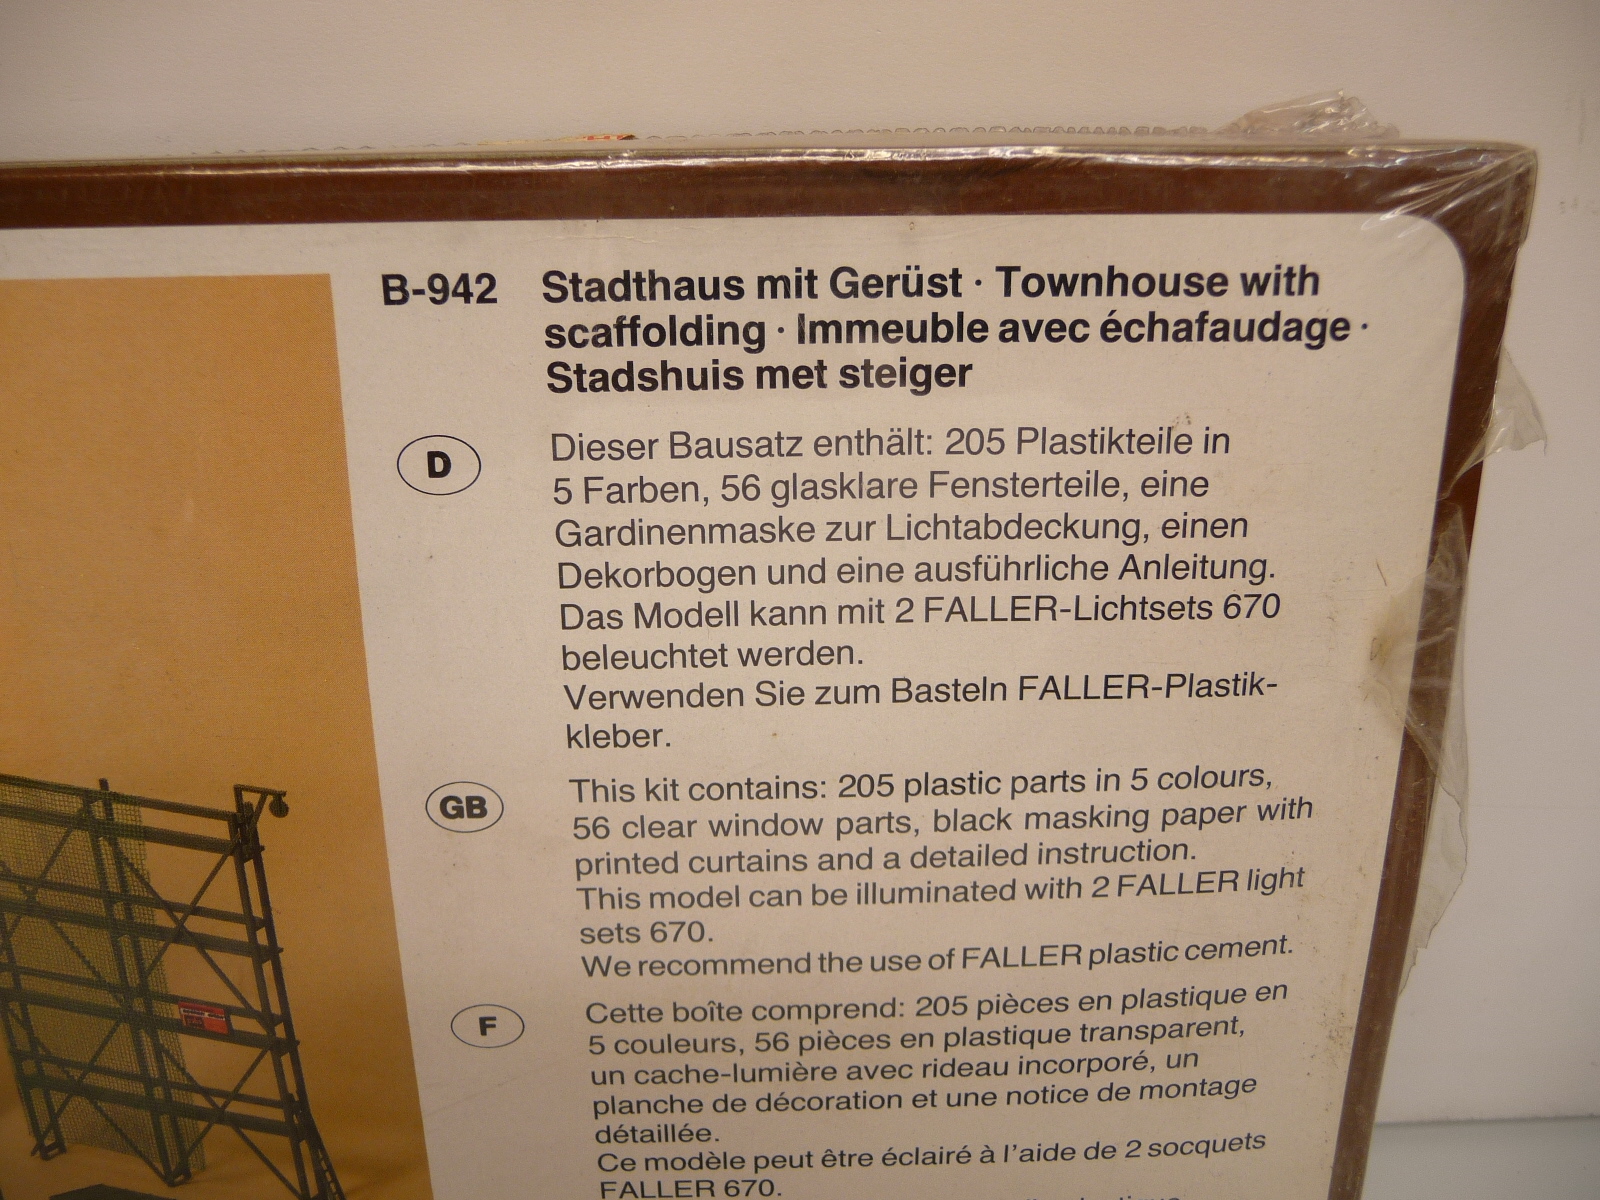 B-942 Stadthaus mit Gerüst · Townhouse with
scaffolding · Immeuble avec échafaudage ·
Stadshuis met steiger
D
Dieser Bausatz enthält: 205 Plastikteile in
5 Farben, 56 glasklare Fensterteile, eine
Gardinenmaske zur Lichtabdeckung, einen
Dekorbogen und eine ausführliche Anleitung.
Das Modell kann mit 2 FALLER-Lichtsets 670
beleuchtet werden.
Verwenden Sie zum Basteln FALLER-Plastik-
kleber.
GB
This kit contains: 205 plastic parts in 5 colours,
56 clear window parts, black masking paper with
printed curtains and a detailed instruction.
This model can be illuminated with 2 FALLER light
sets 670.
We recommend the use of FALLER plastic cement.
F
Cette boîte comprend: 205 pièces en plastique en
5 couleurs, 56 pièces en plastique transparent,
un cache-lumière avec rideau incorporé, un
planche de décoration et une notice de montage
détaillée.
Ce modèle peut être éclairé à l'aide de 2 socquets
FALLER 670.